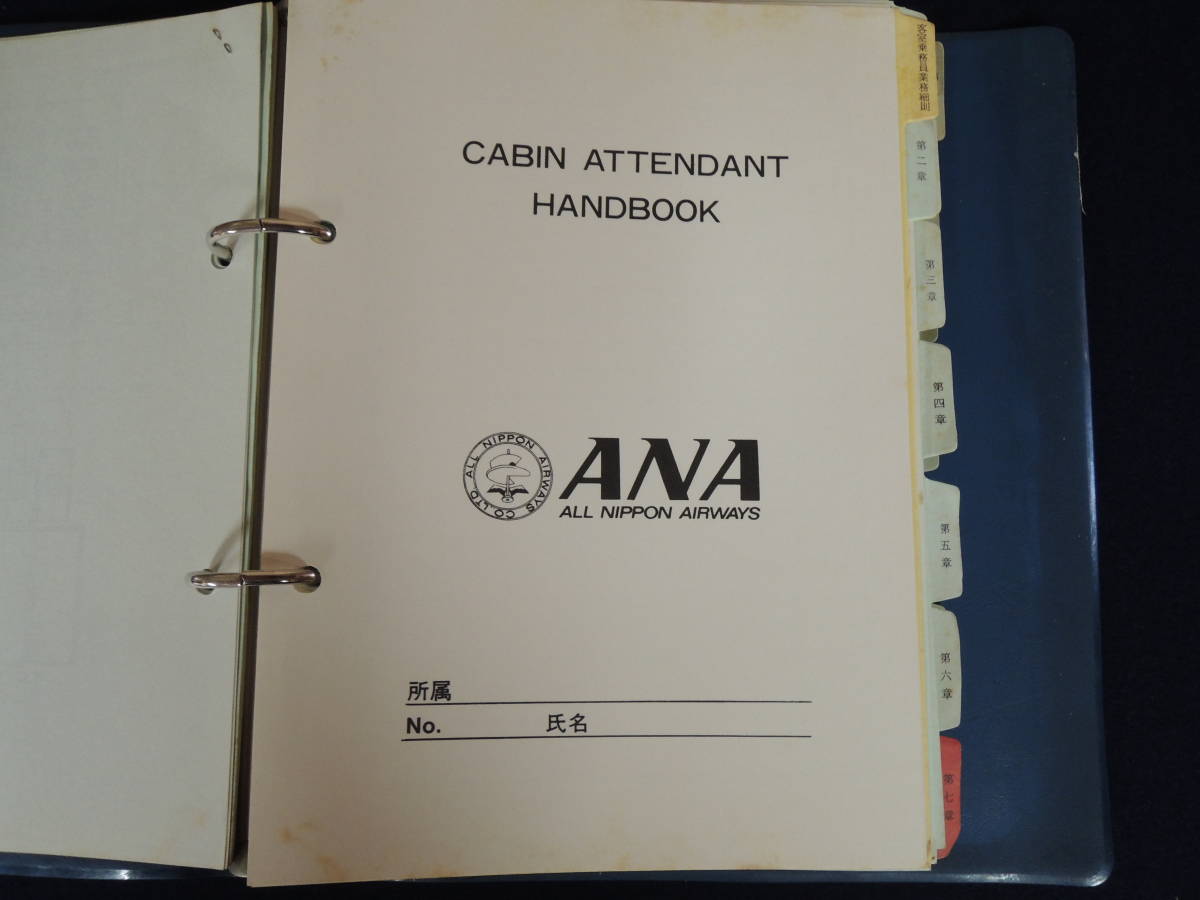 CABIN ATTENDANT
HANDBOOK
ALL NIPPON AIRWAYS CO., LTD.
ANA
ALL NIPPON AIRWAYS
所属
No. 氏名
客室乗務員業務細則
第二章
第三章
第四章
第五章
第六章
第七章